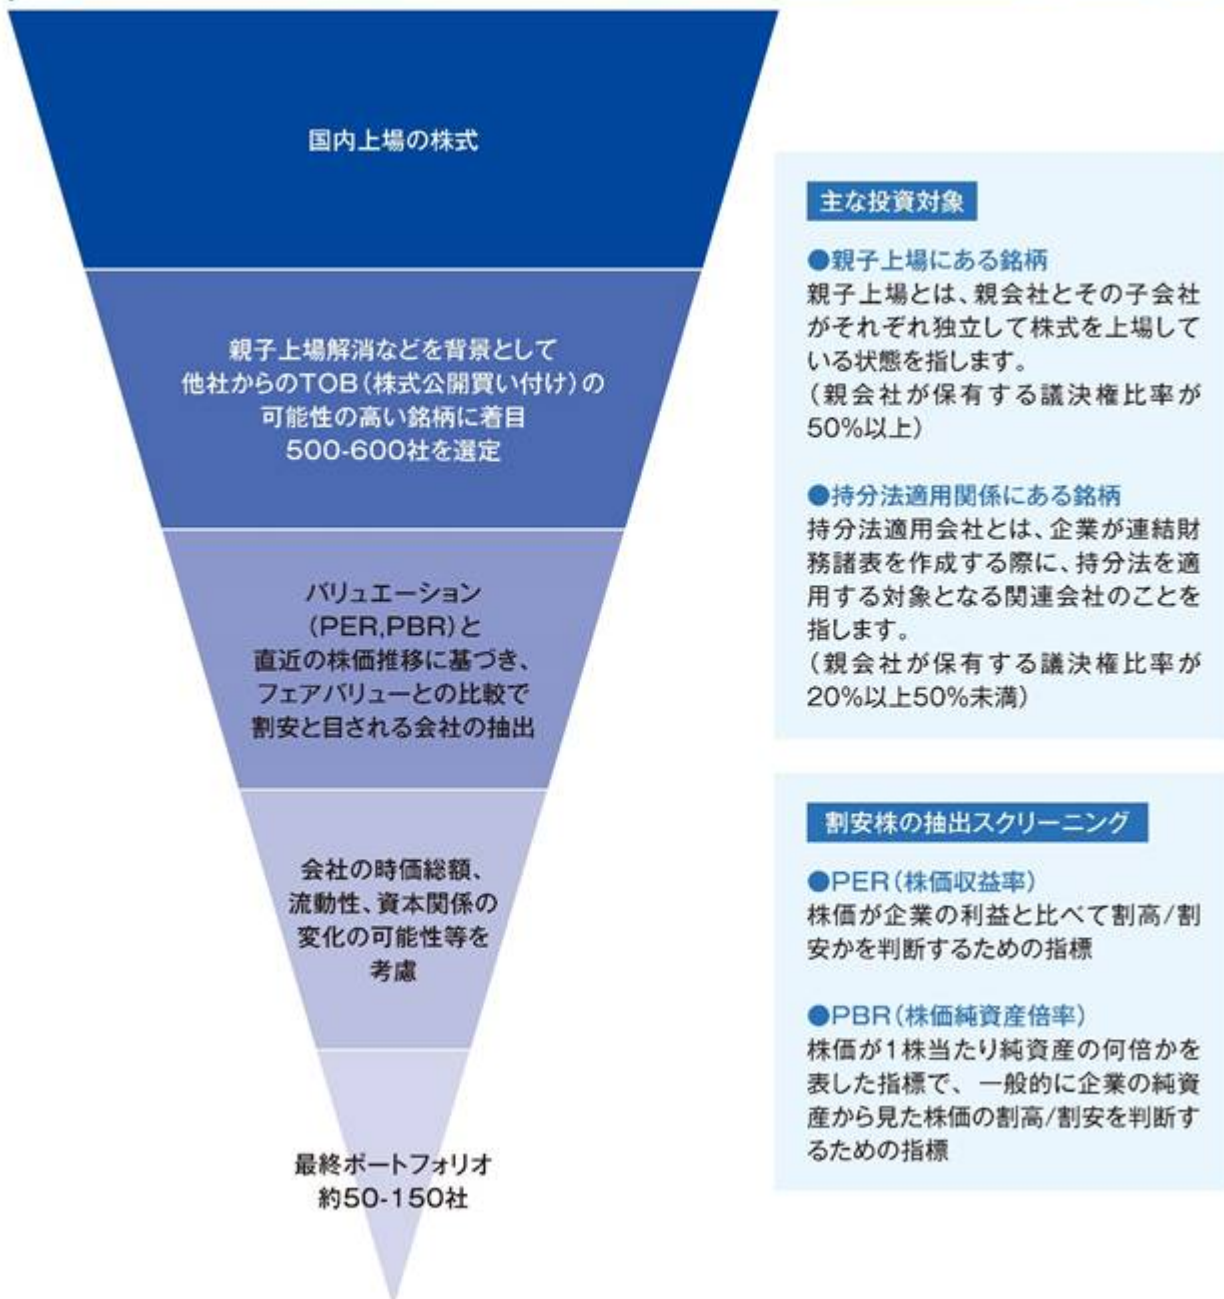 国内上場の株式
親子上場解消などを背景として
他社からのTOB(株式公開買い付け)の
可能性の高い銘柄に着目
500-600社を選定
バリュエーション
(PER,PBR)と
直近の株価推移に基づき、
フェアバリューとの比較で
割安と目される会社の抽出
会社の時価総額、
流動性、資本関係の
変化の可能性等を
考慮
最終ポートフォリオ
約50-150社
主な投資対象
●親子上場にある銘柄
親子上場とは、親会社とその子会社
がそれぞれ独立して株式を上場して
いる状態を指します。
(親会社が保有する議決権比率が
50%以上)
●持分法適用関係にある銘柄
持分法適用会社とは、企業が連結財
務諸表を作成する際に、持分法を適
用する対象となる関連会社のことを
指します。
(親会社が保有する議決権比率が
20%以上50%未満)
割安株の抽出スクリーニング
●PER(株価収益率)
株価が企業の利益と比べて割高/割
安かを判断するための指標
●PBR(株価純資産倍率)
株価が1株当たり純資産の何倍かを
表した指標で、一般的に企業の純資
産から見た株価の割高/割安を判断す
るための指標